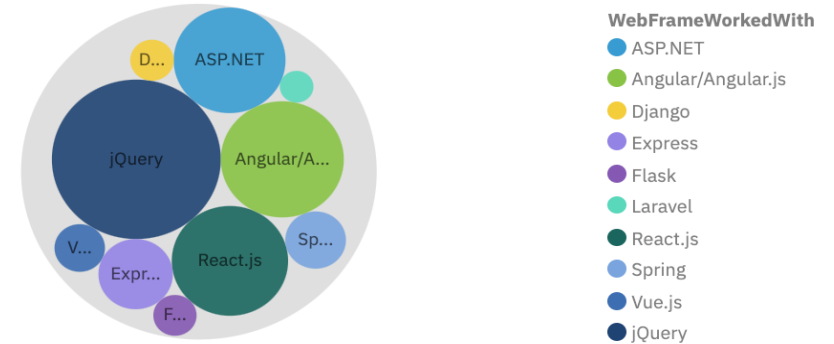 D...
ASP.NET
jQuery
Angular/A...
V...
Expr...
React.js
Sp...
F...
WebFrameWorkedWith
ASP.NET
Angular/Angular.js
Django
Express
Flask
Laravel
React.js
Spring
Vue.js
jQuery